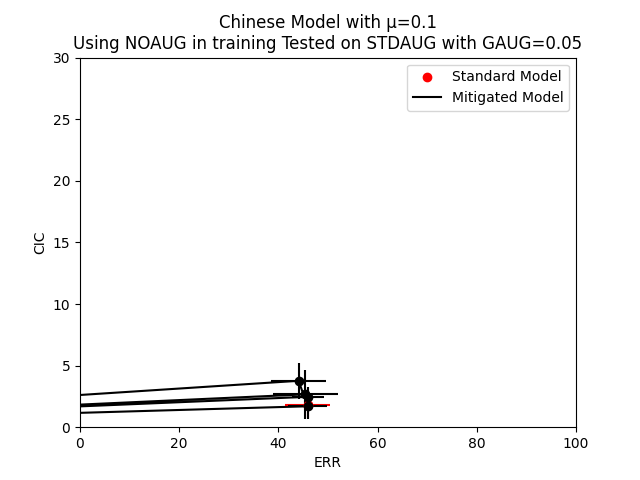 Chinese Model with μ=0.1
Using NOAUG in training Tested on STDAUG with GAUG=0.05
Standard Model
Mitigated Model
30
25
20
15
10
5
0
CIC
0 20 40 60 80 100
ERR